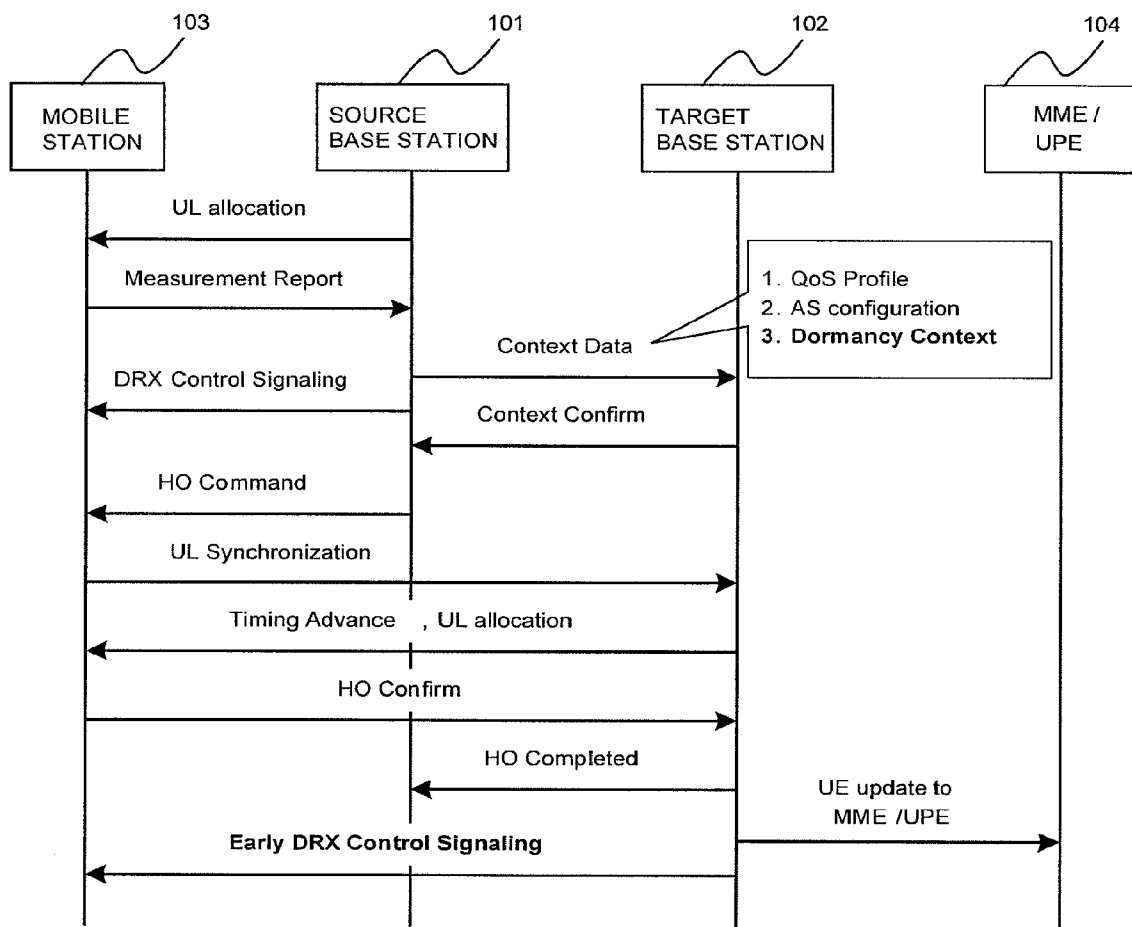 103
101
102
104
MOBILE
STATION
SOURCE
BASE STATION
TARGET
BASE STATION
MME /
UPE
UL allocation
Measurement Report
1. QoS Profile
2. AS configuration
3. Dormancy Context
Context Data
DRX Control Signaling
Context Confirm
HO Command
UL Synchronization
Timing Advance , UL allocation
HO Confirm
HO Completed
UE update to
MME /UPE
Early DRX Control Signaling